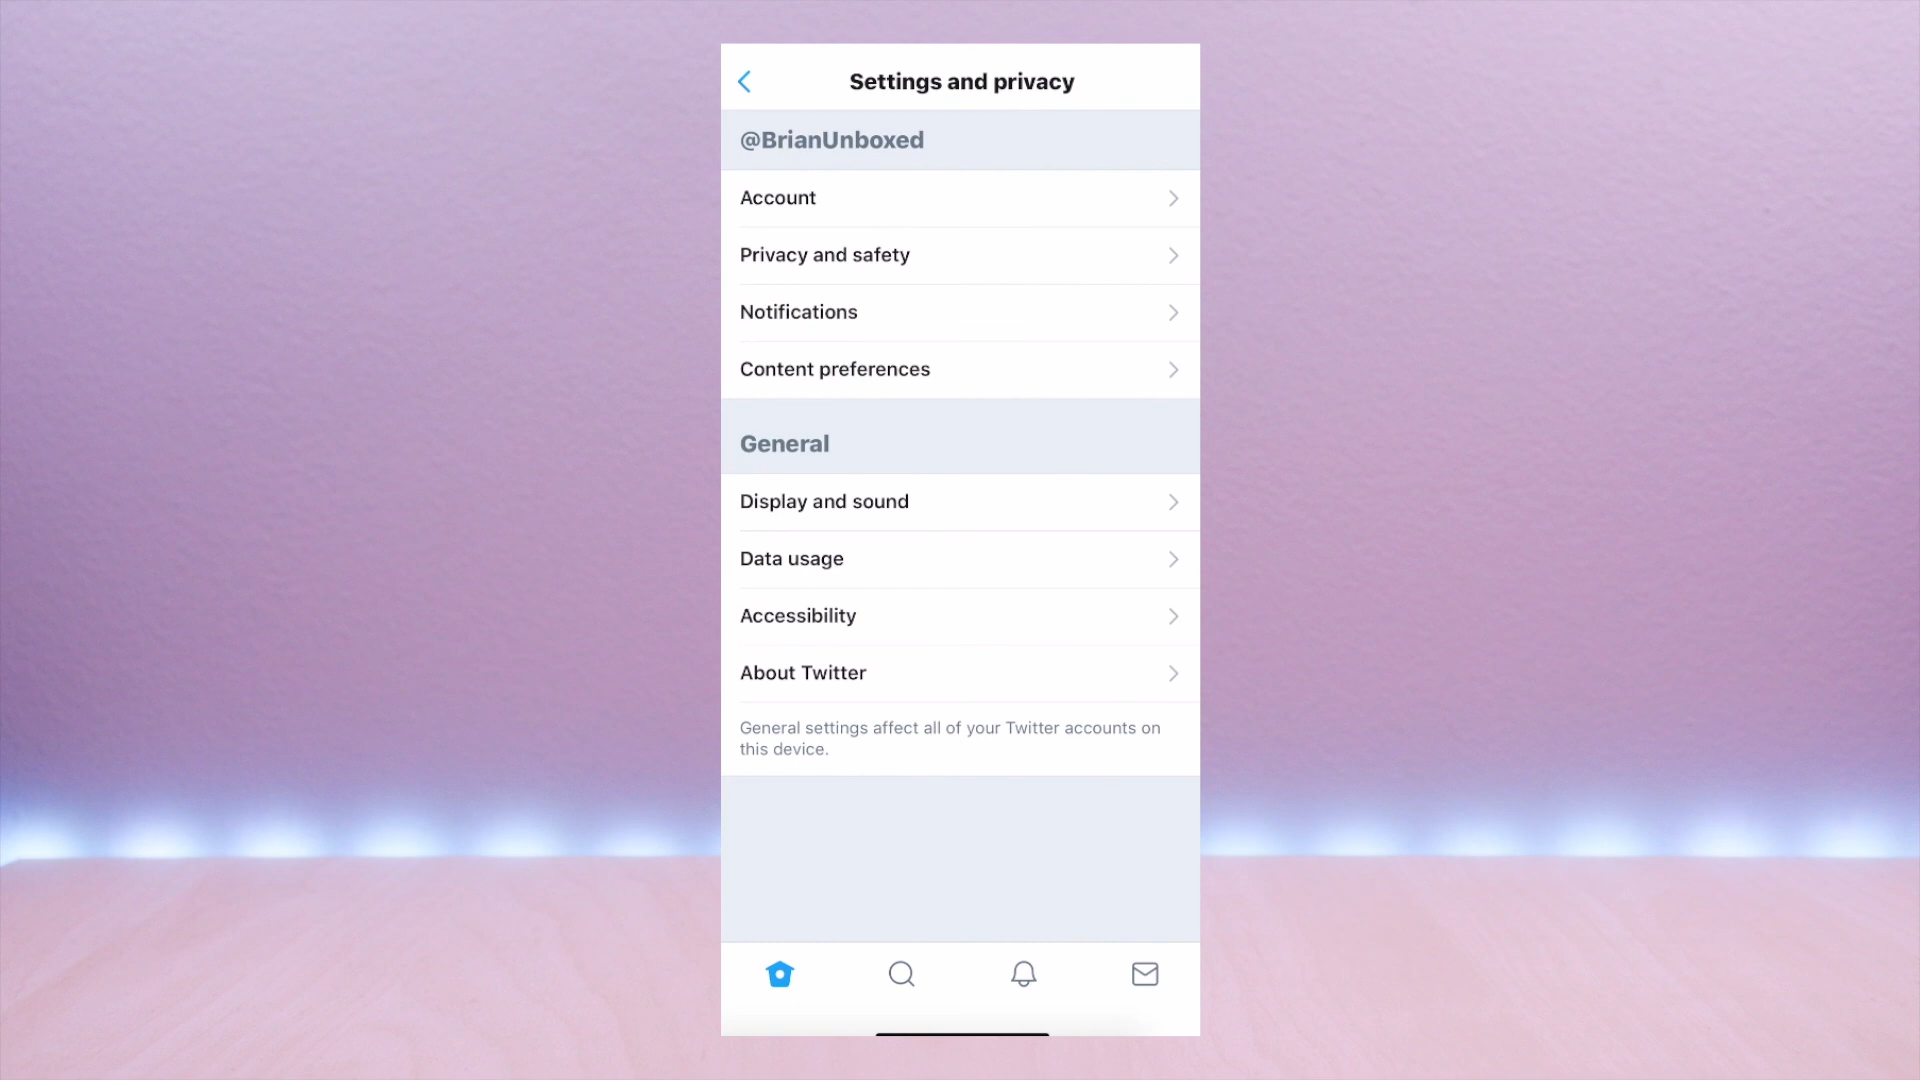 Settings and privacy
@BrianUnboxed
Account
Privacy and safety
Notifications
Content preferences
General
Display and sound
Data usage
Accessibility
About Twitter
General settings affect all of your Twitter accounts on
this device.